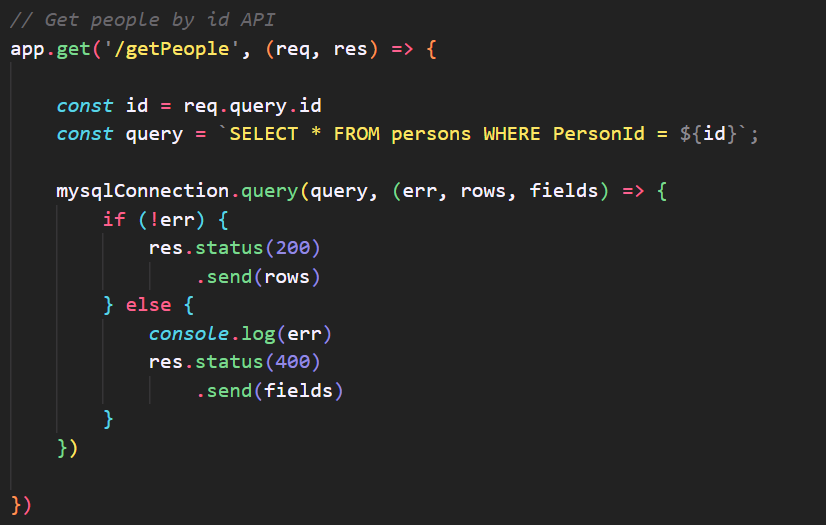 // Get people by id API
app.get('/getPeople', (req, res) => {
const id = req.query.id
const query = `SELECT * FROM persons WHERE PersonId = ${id}`;
mysqlConnection.query(query, (err, rows, fields) => {
if (!err) {
res.status(200)
.send(rows)
} else {
console.log(err)
res.status(400)
.send(fields)
}
})
})